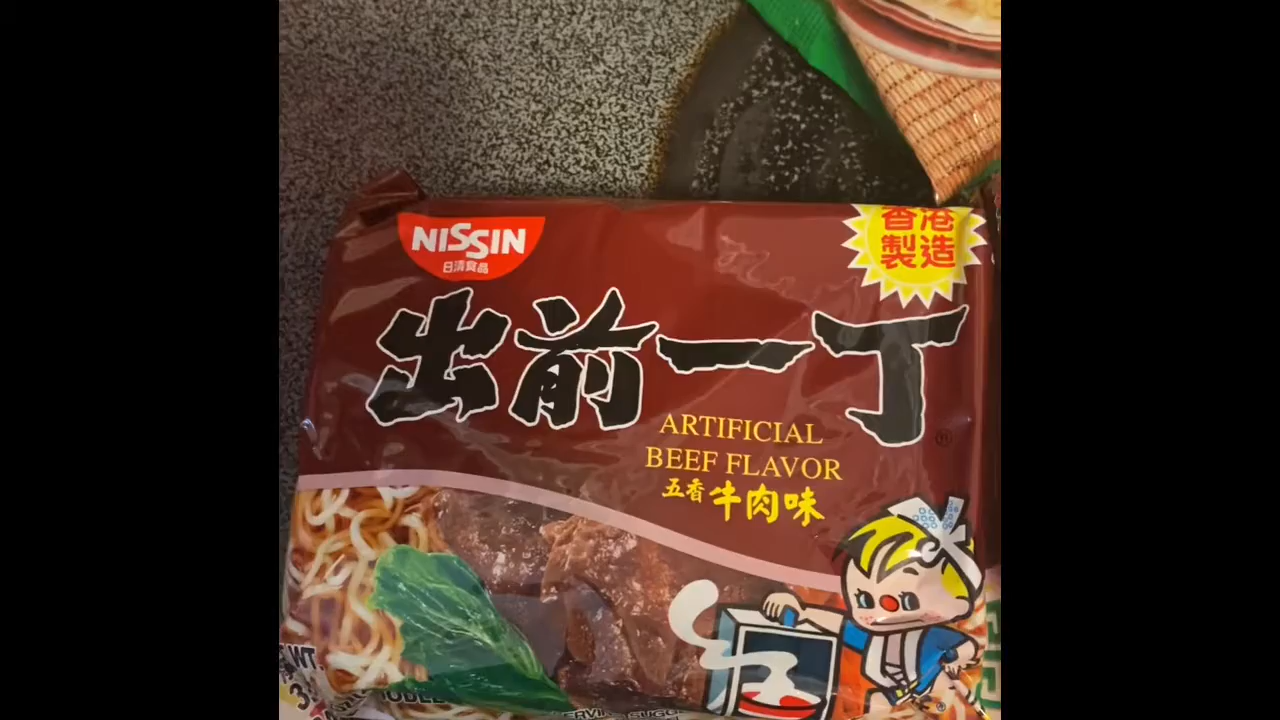 NISSIN
日清食品
香港
製造
出前一丁
ARTIFICIAL
BEEF FLAVOR
五香牛肉味
WT.